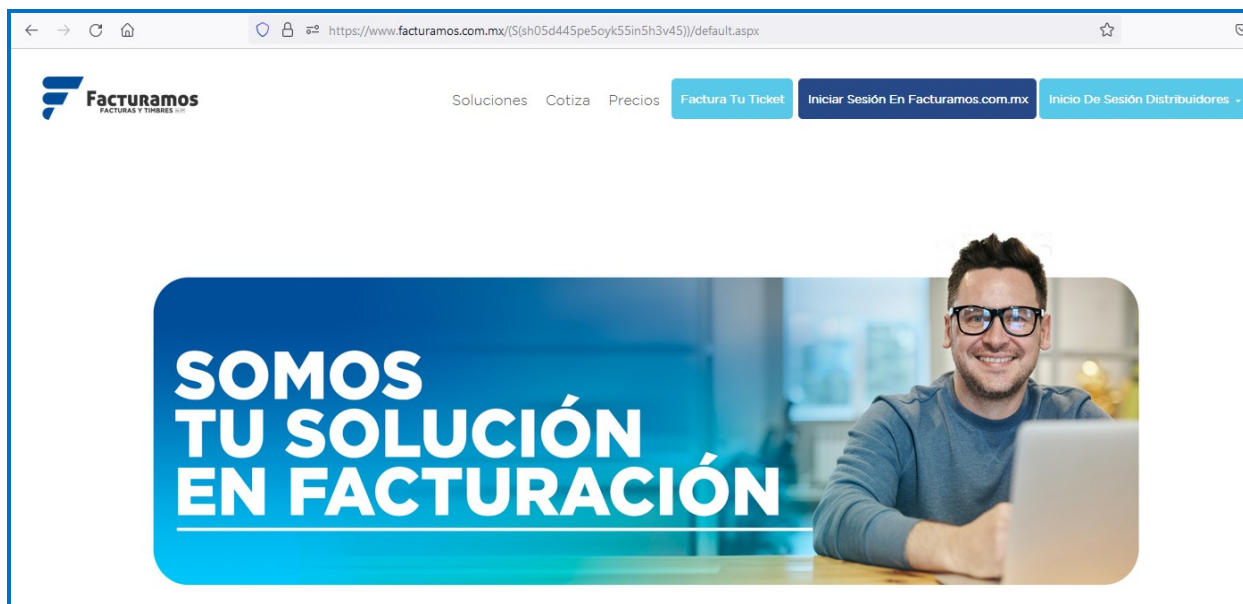 https://www.facturamos.com.mx/(S(sh05d445pe5oyk55in5h3v45))/default.aspx
Facturamos
FACTURAS Y TIMBRES
Soluciones Cotiza Precios Factura Tu Ticket Iniciar Sesión En Facturamos.com.mx Inicio De Sesión Distribuidores
SOMOS
TU SOLUCIÓN
EN FACTURACIÓN